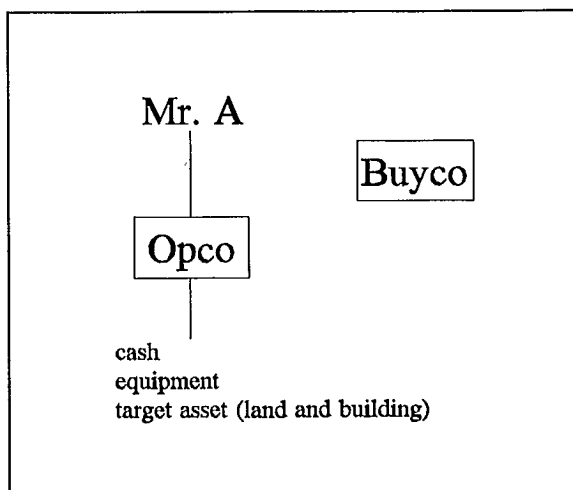 Mr. A
Buyco
Opco
cash
equipment
target asset (land and building)